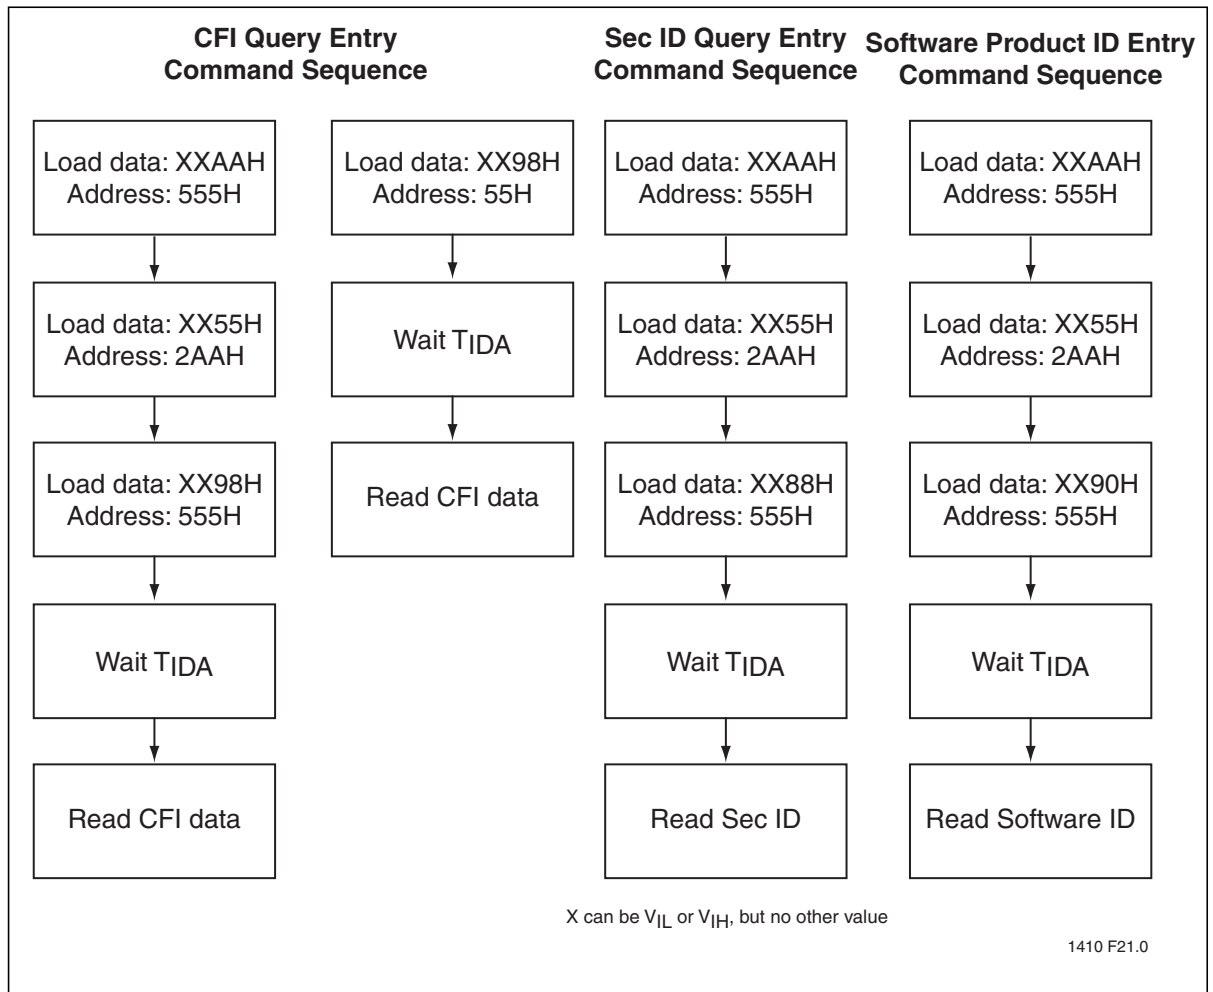 CFI Query Entry
Command Sequence
Load data: XXAAH
Address: 555H
Load data: XX55H
Address: 2AAH
Load data: XX98H
Address: 555H
Wait TIDA
Read CFI data
Load data: XX98H
Address: 55H
Wait TIDA
Read CFI data
Sec ID Query Entry
Command Sequence
Load data: XXAAH
Address: 555H
Load data: XX55H
Address: 2AAH
Load data: XX88H
Address: 555H
Wait TIDA
Read Sec ID
Software Product ID Entry
Command Sequence
Load data: XXAAH
Address: 555H
Load data: XX55H
Address: 2AAH
Load data: XX90H
Address: 555H
Wait TIDA
Read Software ID
X can be VIL or VIH, but no other value
1410 F21.0